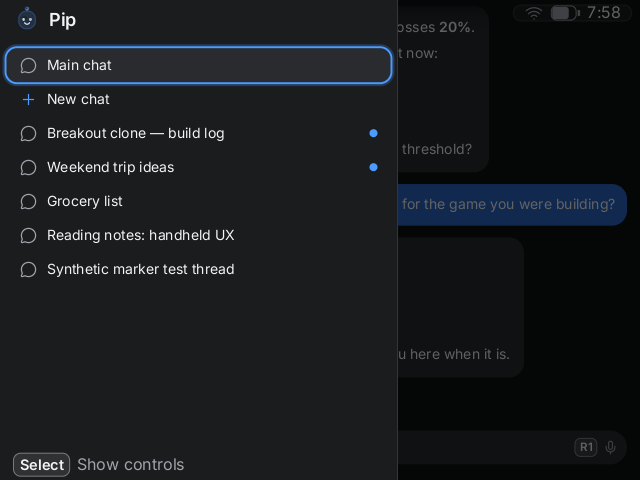 Pip
7:58
Main chat
New chat
Breakout clone — build log
Weekend trip ideas
Grocery list
Reading notes: handheld UX
Synthetic marker test thread
osses 20%.
t now:
threshold?
for the game you were building?
u here when it is.
R1
Select Show controls